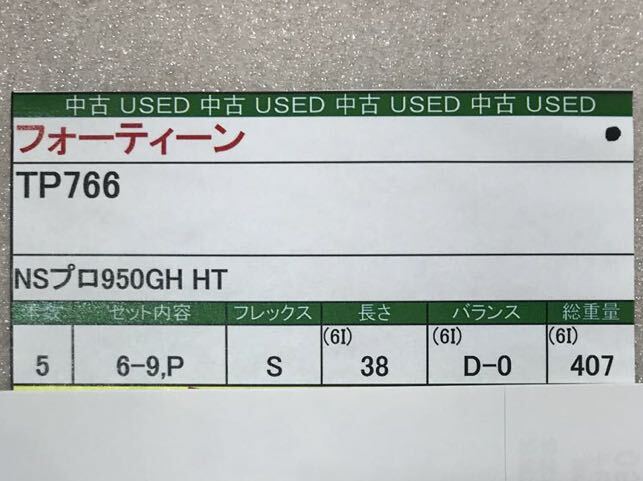 中古 USED 中古 USED 中古 USED 中古 USED
フォーティーン
TP766
NSプロ950GH HT
本数 セット内容 フレックス 長さ バランス 総重量
(6I) (6I) (6I)
5 6-9,P S 38 D-0 407